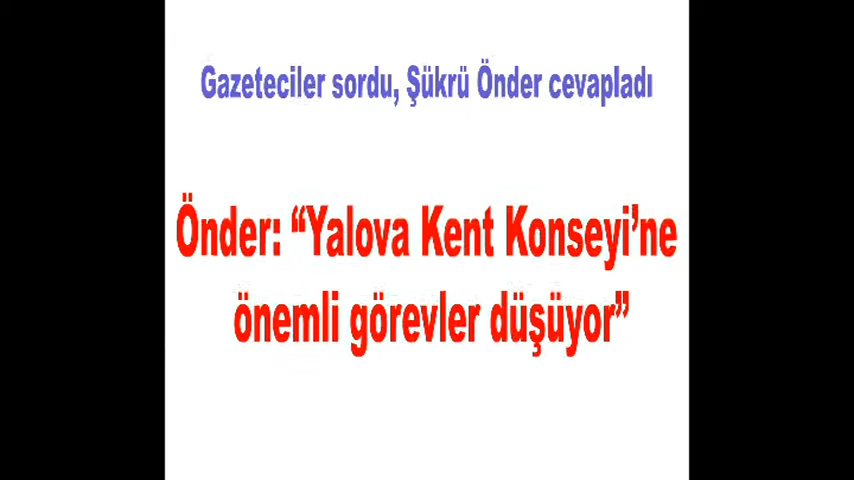 Gazeteciler sordu, Şükrü Önder cevapladı
Önder: “Yalova Kent Konseyi’ne
önemli görevler düşüyor”